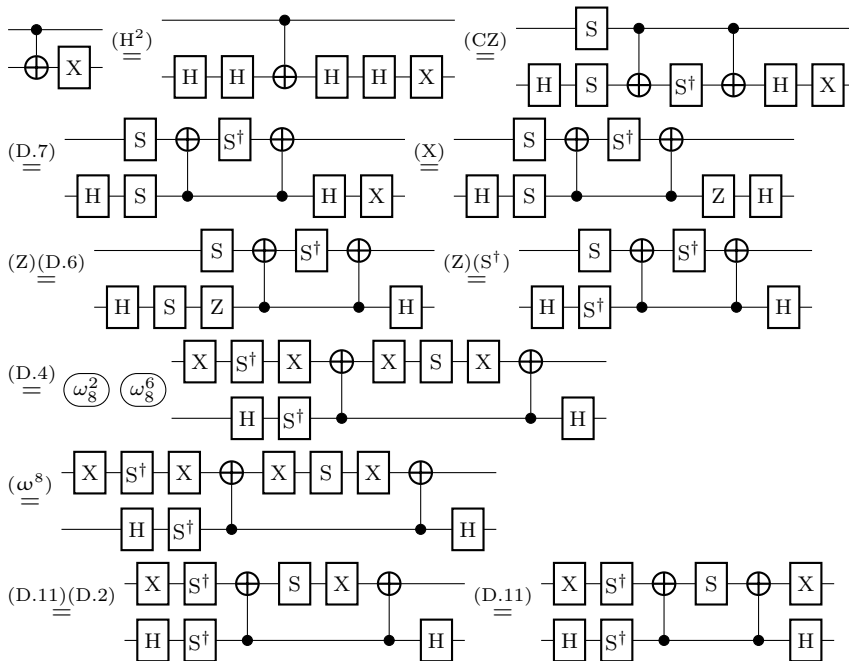 (H²) = H H H H X (CZ) = S H S S† H X
X
(D.7) = S S† H S H X (X) = S S† H S Z H
(Z)(D.6) = S S† H S Z H (Z)(S†) = S S† H S† H
(D.4) = ω₈² ω₈⁶ X S† X X S X H S† H
(ω⁸) = X S† X X S X H S† H
(D.11)(D.2) = X S† S X H S† H (D.11) = X S† S X H S† H